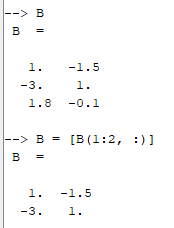 --> B
B  =

   1.   -1.5
  -3.    1.
   1.8  -0.1

--> B = [B(1:2, :)]
B  =

   1.  -1.5
  -3.   1.